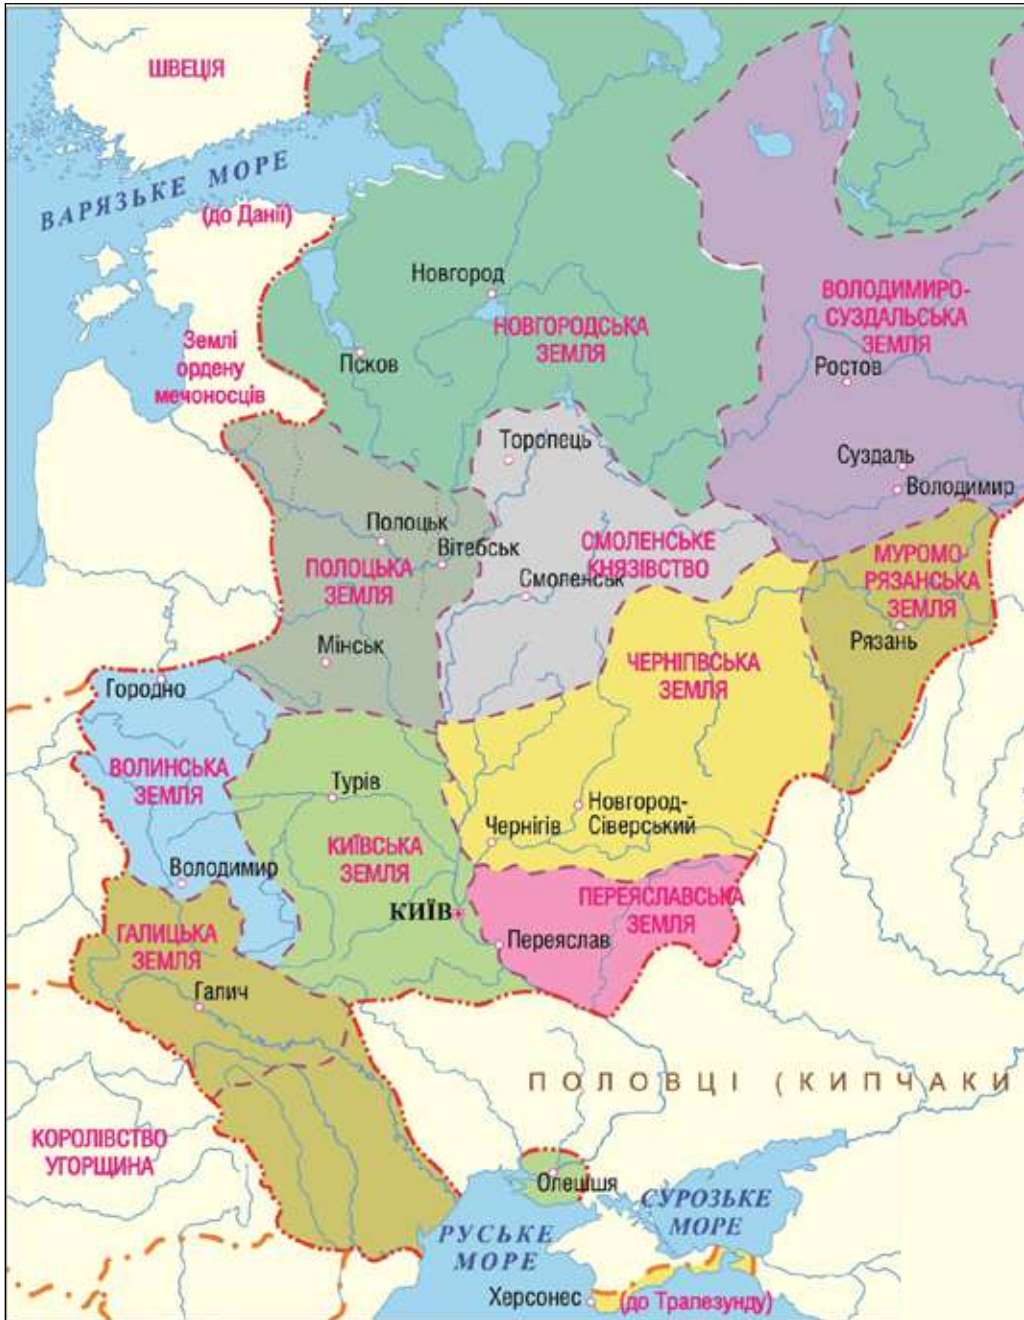 ШВЕЦІЯ
ВАРЯЗЬКЕ МОРЕ
(до Данії)
Новгород
НОВГОРОДСЬКА
ЗЕМЛЯ
ВОЛОДИМИРО-
СУЗДАЛЬСЬКА
ЗЕМЛЯ
Землі
ордену
мечоносців
Псков
Ростов
Торопець
Суздаль
Володимир
Полоцьк
Вітебськ
ПОЛОЦЬКА
ЗЕМЛЯ
СМОЛЕНСЬКЕ
КНЯЗІВСТВО
Смоленськ
МУРОМО-
РЯЗАНСЬКА
ЗЕМЛЯ
Рязань
Мінськ
ЧЕРНІГІВСЬКА
ЗЕМЛЯ
Городно
ВОЛИНСЬКА
ЗЕМЛЯ
Турів
Новгород-
Сіверський
Чернігів
КИЇВСЬКА
ЗЕМЛЯ
Володимир
КИЇВ
ПЕРЕЯСЛАВСЬКА
ЗЕМЛЯ
Переяслав
ГАЛИЦЬКА
ЗЕМЛЯ
Галич
ПОЛОВЦІ (КИПЧАКИ
КОРОЛІВСТВО
УГОРЩИНА
Олешшя
СУРОЗЬКЕ
МОРЕ
РУСЬКЕ
МОРЕ
Херсонес
(до Трапезунду)